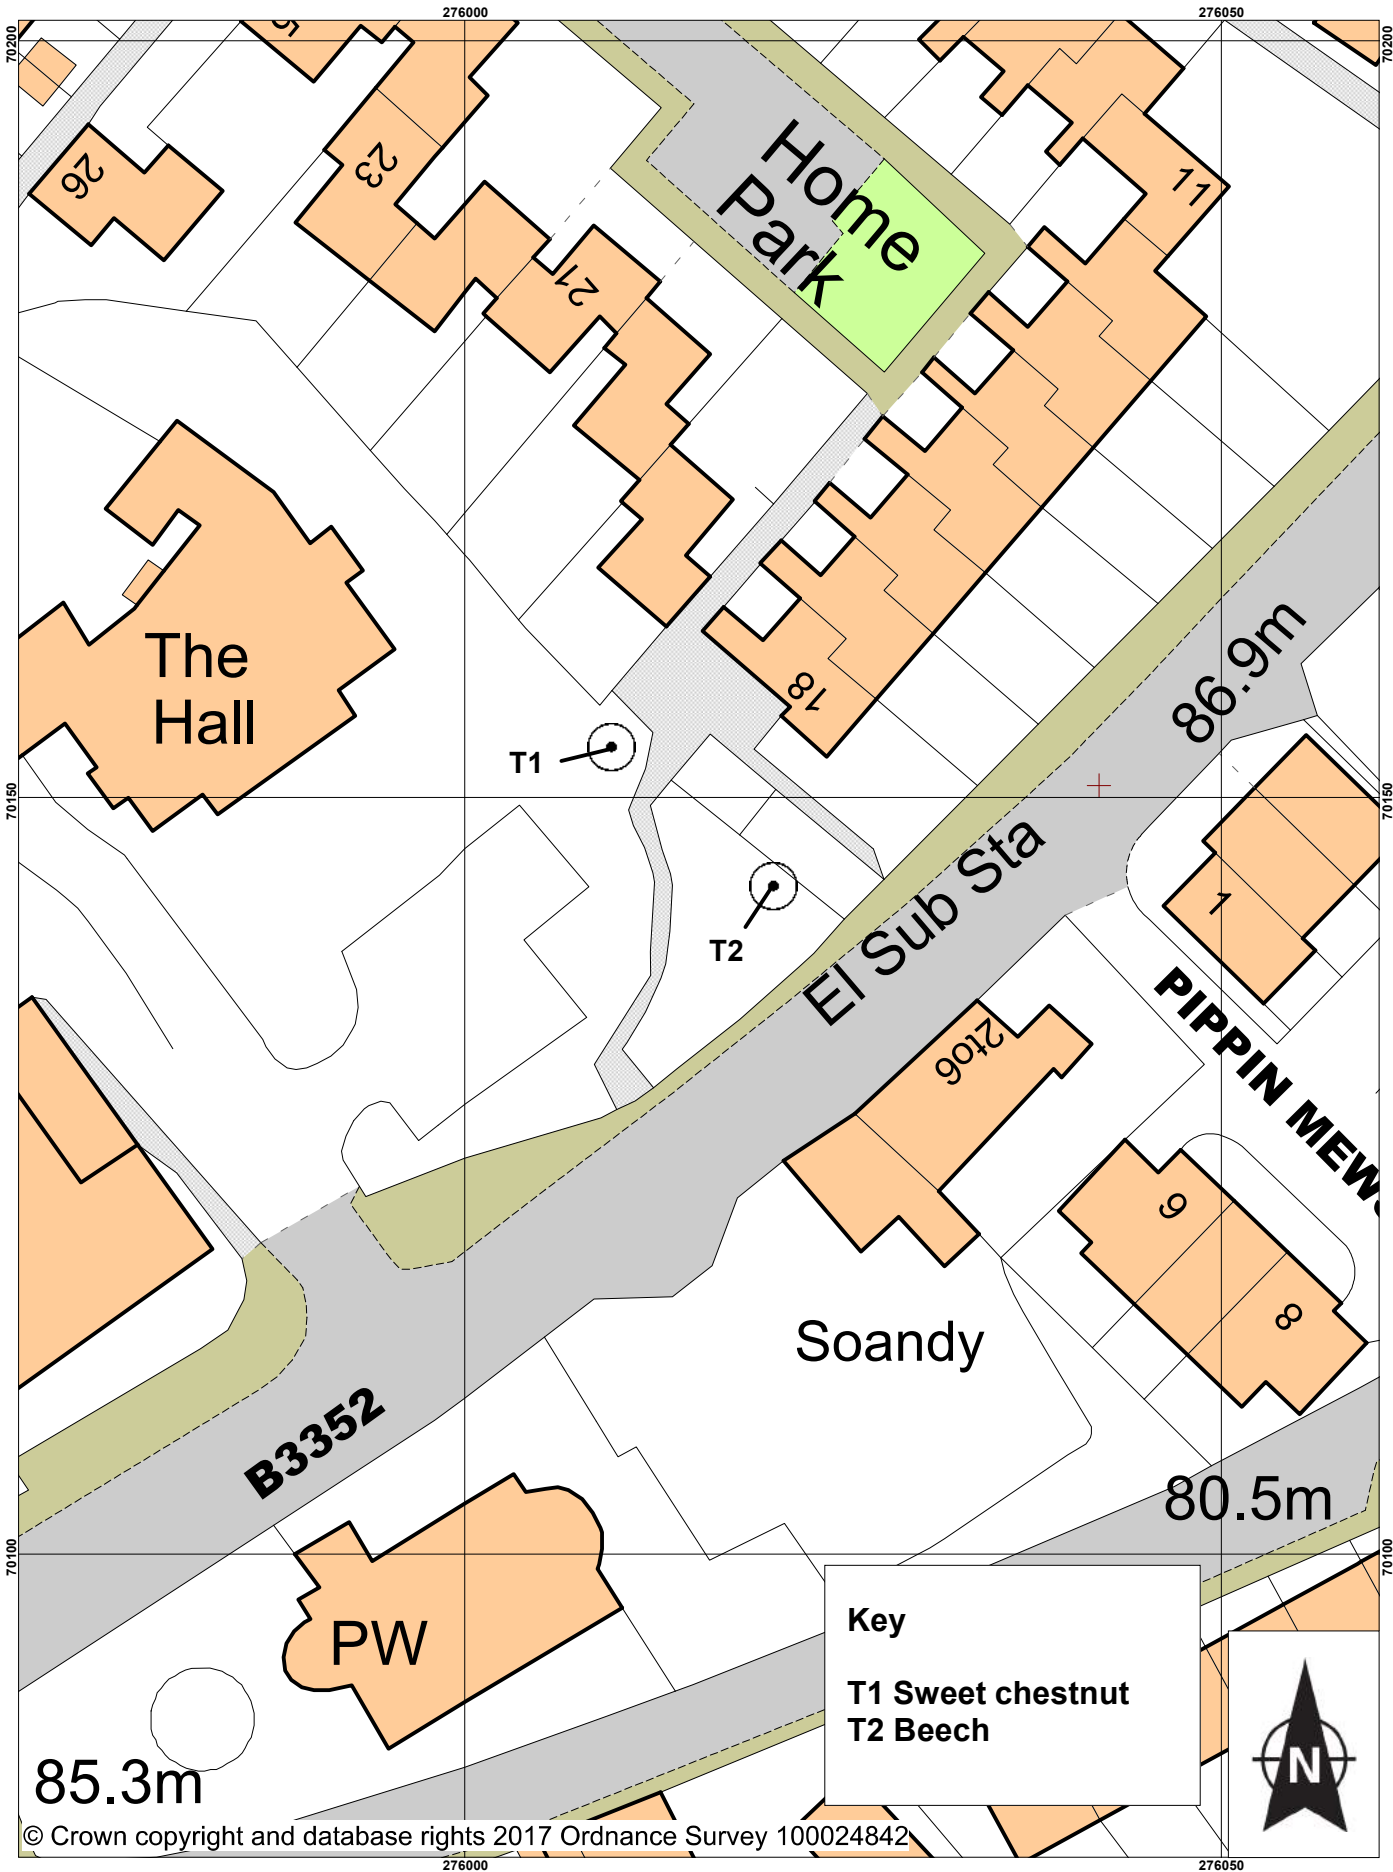 276000
276050
70200
70200
26
23
21
11
Home
Park
The
Hall
18
86.9m
T1
70150
70150
El Sub Sta
T2
1
PIPPIN MEWS
2to6
9
8
Soandy
B3352
80.5m
70100
70100
PW
Key
T1 Sweet chestnut
T2 Beech
N
85.3m
© Crown copyright and database rights 2017 Ordnance Survey 100024842
276000
276050